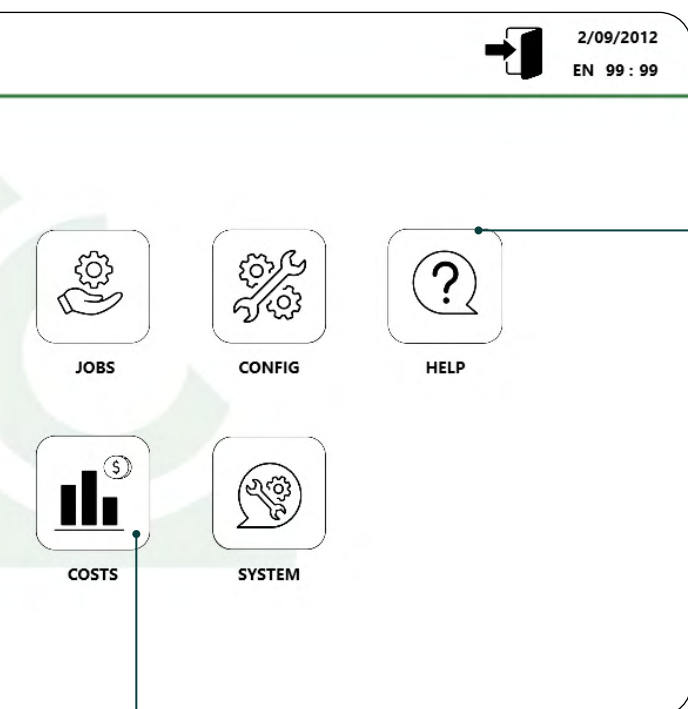 2/09/2012
EN 99 : 99
JOBS CONFIG HELP
$
COSTS SYSTEM